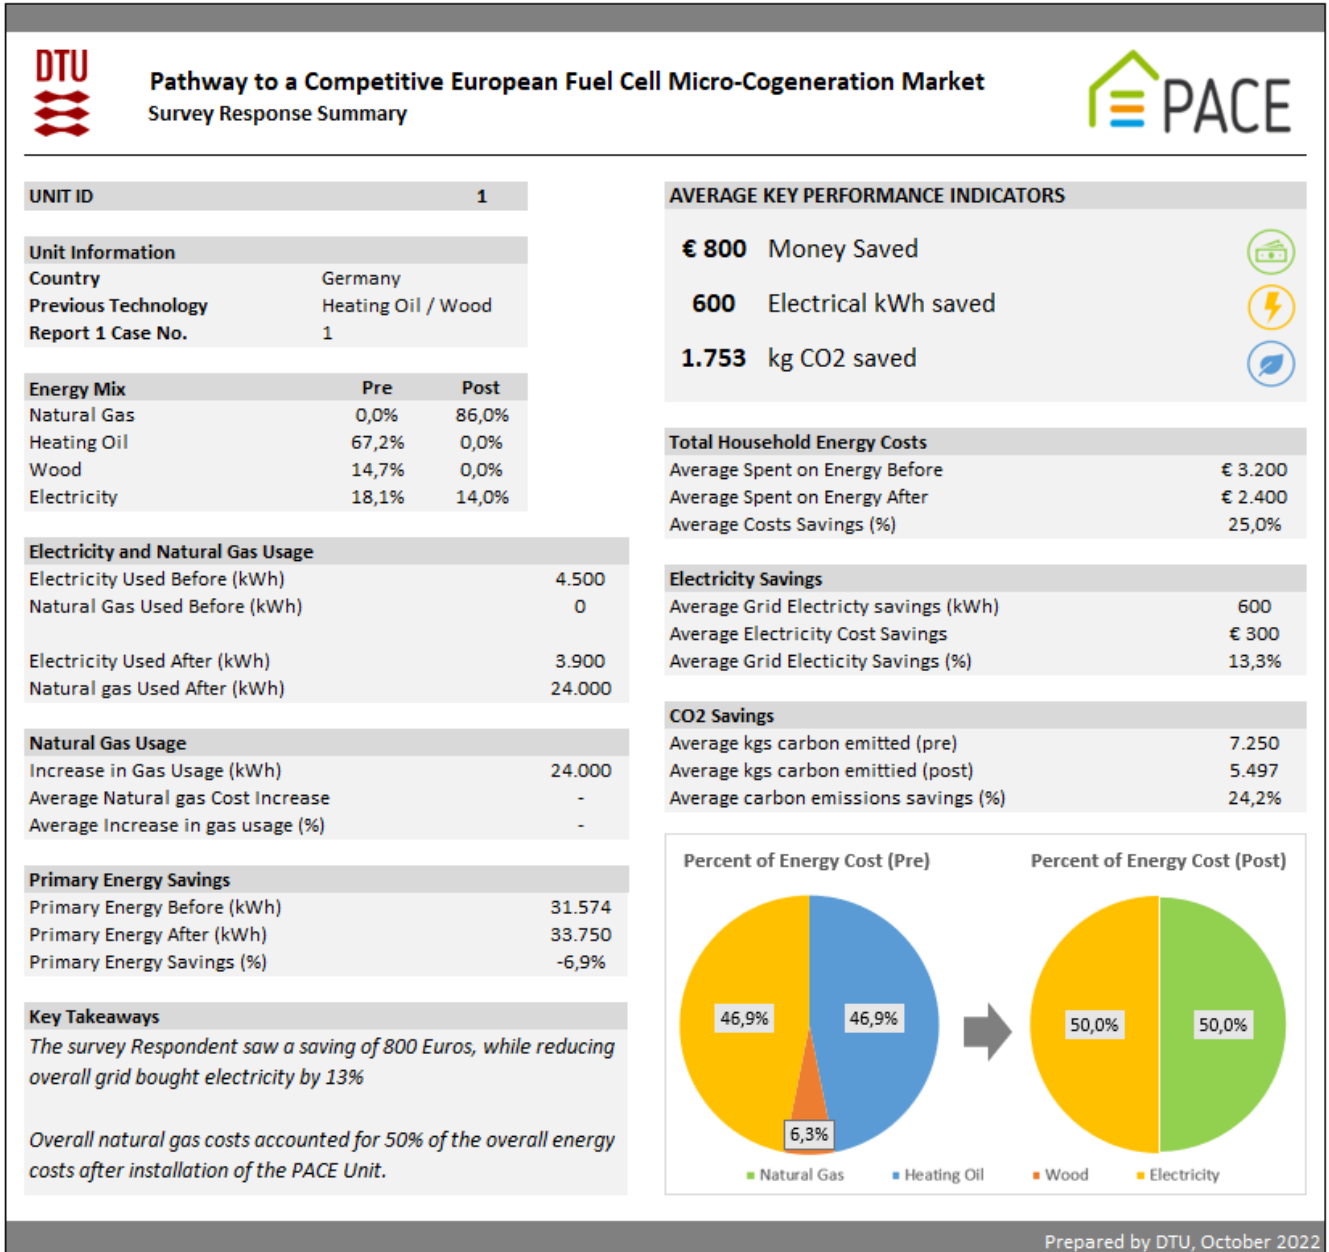 DTU
Pathway to a Competitive European Fuel Cell Micro-Cogeneration Market
Survey Response Summary
PACE
UNIT ID 1
Unit Information
Country Germany
Previous Technology Heating Oil / Wood
Report 1 Case No. 1
Energy Mix Pre Post
Natural Gas 0,0% 86,0%
Heating Oil 67,2% 0,0%
Wood 14,7% 0,0%
Electricity 18,1% 14,0%
Electricity and Natural Gas Usage
Electricity Used Before (kWh) 4.500
Natural Gas Used Before (kWh) 0
Electricity Used After (kWh) 3.900
Natural gas Used After (kWh) 24.000
Natural Gas Usage
Increase in Gas Usage (kWh) 24.000
Average Natural gas Cost Increase -
Average Increase in gas usage (%) -
Primary Energy Savings
Primary Energy Before (kWh) 31.574
Primary Energy After (kWh) 33.750
Primary Energy Savings (%) -6,9%
Key Takeaways
The survey Respondent saw a saving of 800 Euros, while reducing
overall grid bought electricity by 13%
Overall natural gas costs accounted for 50% of the overall energy
costs after installation of the PACE Unit.
AVERAGE KEY PERFORMANCE INDICATORS
€ 800 Money Saved
600 Electrical kWh saved
1.753 kg CO2 saved
Total Household Energy Costs
Average Spent on Energy Before € 3.200
Average Spent on Energy After € 2.400
Average Costs Savings (%) 25,0%
Electricity Savings
Average Grid Electricty savings (kWh) 600
Average Electricity Cost Savings € 300
Average Grid Electicity Savings (%) 13,3%
CO2 Savings
Average kgs carbon emitted (pre) 7.250
Average kgs carbon emittied (post) 5.497
Average carbon emissions savings (%) 24,2%
Percent of Energy Cost (Pre) Percent of Energy Cost (Post)
46,9% 46,9% 50,0% 50,0%
6,3%
Natural Gas Heating Oil Wood Electricity
Prepared by DTU, October 2022